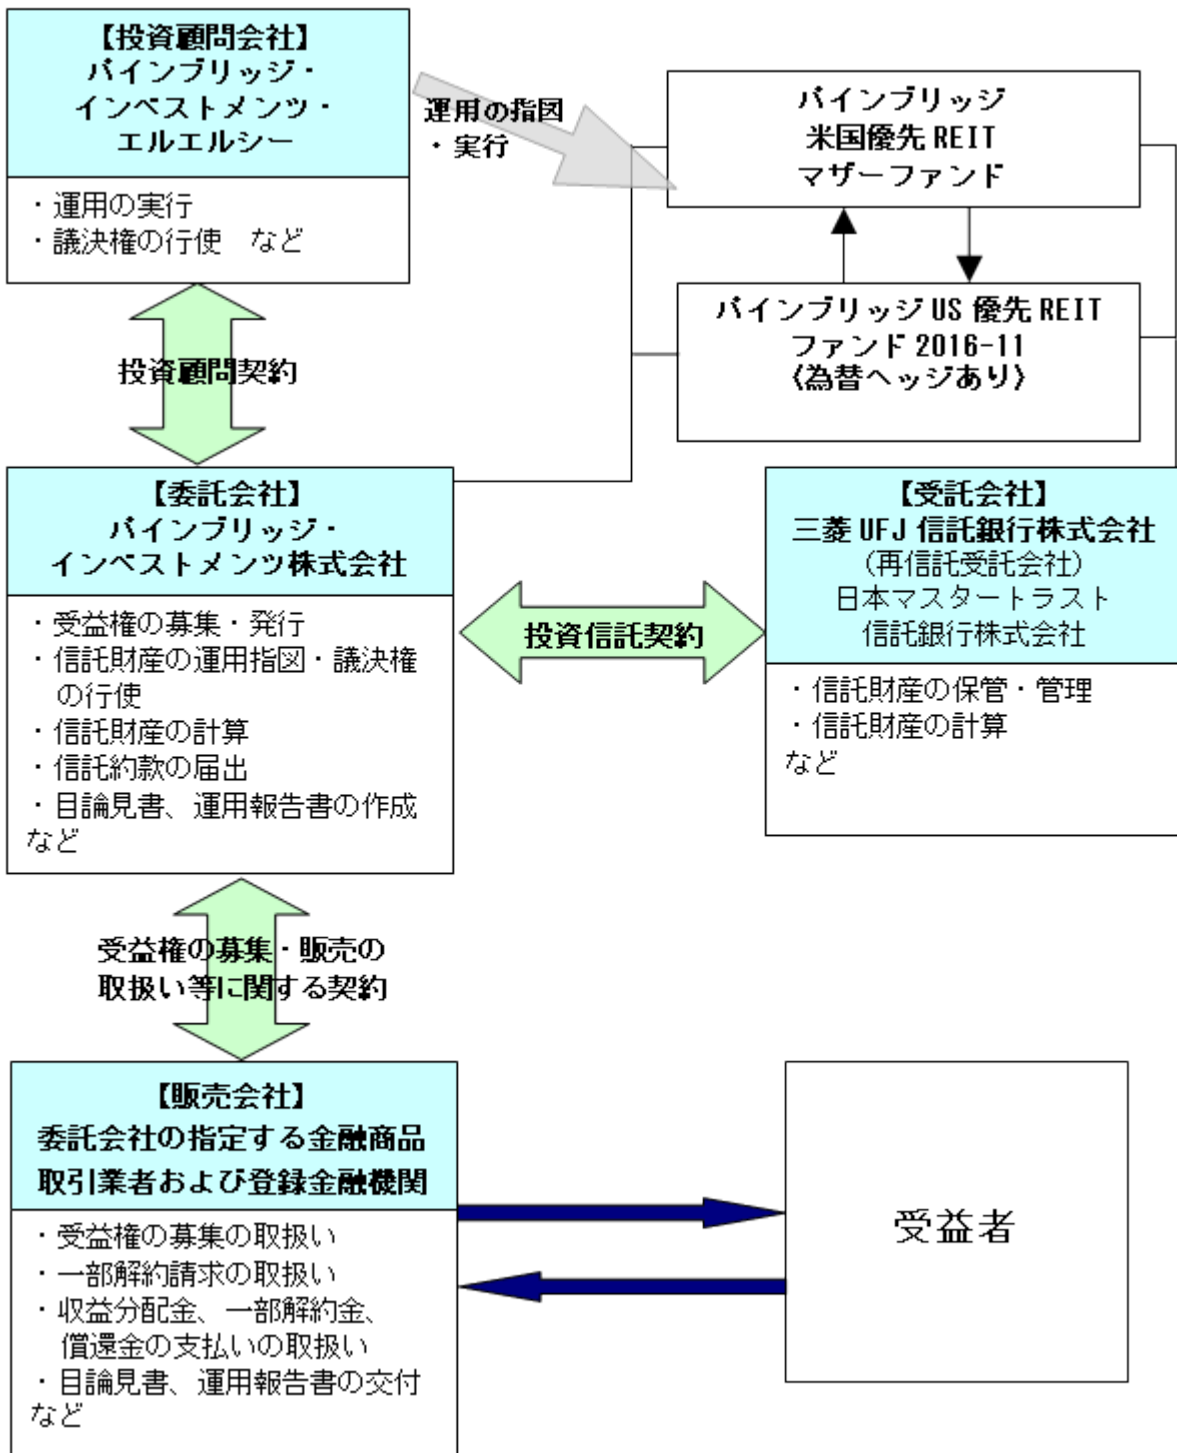 【投資顧問会社】
パインブリッジ・
インベストメンツ・
エルエルシー
・運用の実行
・議決権の行使　など
運用の指図
・実行
パインブリッジ
米国優先REIT
マザーファンド
パインブリッジUS優先REIT
ファンド2016-11
〈為替ヘッジあり〉
投資顧問契約
【委託会社】
パインブリッジ・
インベストメンツ株式会社
・受益権の募集・発行
・信託財産の運用指図・議決権
の行使
・信託財産の計算
・信託約款の届出
・目論見書、運用報告書の作成
など
投資信託契約
【受託会社】
三菱UFJ信託銀行株式会社
（再信託受託会社）
日本マスタートラスト
信託銀行株式会社
・信託財産の保管・管理
・信託財産の計算
など
受益権の募集・販売の
取扱い等に関する契約
【販売会社】
委託会社の指定する金融商品
取引業者および登録金融機関
・受益権の募集の取扱い
・一部解約請求の取扱い
・収益分配金、一部解約金、
償還金の支払いの取扱い
・目論見書、運用報告書の交付
など
受益者